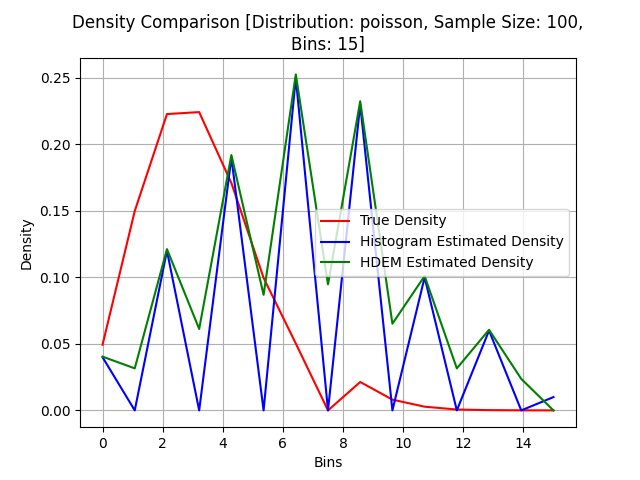 Density Comparison [Distribution: poisson, Sample Size: 100,
Bins: 15]
Density
0.25
0.20
0.15
0.10
0.05
0.00
True Density
Histogram Estimated Density
HDEM Estimated Density
0 2 4 6 8 10 12 14
Bins